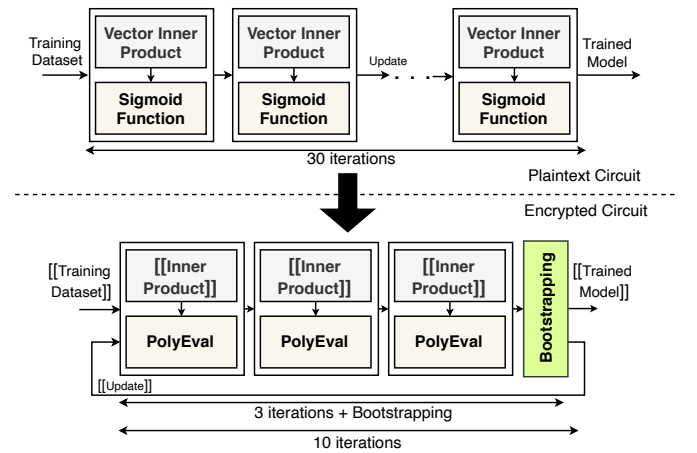 Training
Dataset
Vector Inner
Product
Sigmoid
Function
Vector Inner
Product
Sigmoid
Function
Update
. . .
Vector Inner
Product
Sigmoid
Function
Trained
Model
30 iterations
Plaintext Circuit
Encrypted Circuit
[[Training
Dataset]]
[[Inner
Product]]
PolyEval
[[Inner
Product]]
PolyEval
[[Inner
Product]]
PolyEval
Bootstrapping
[[Trained
Model]]
[[Update]]
3 iterations + Bootstrapping
10 iterations